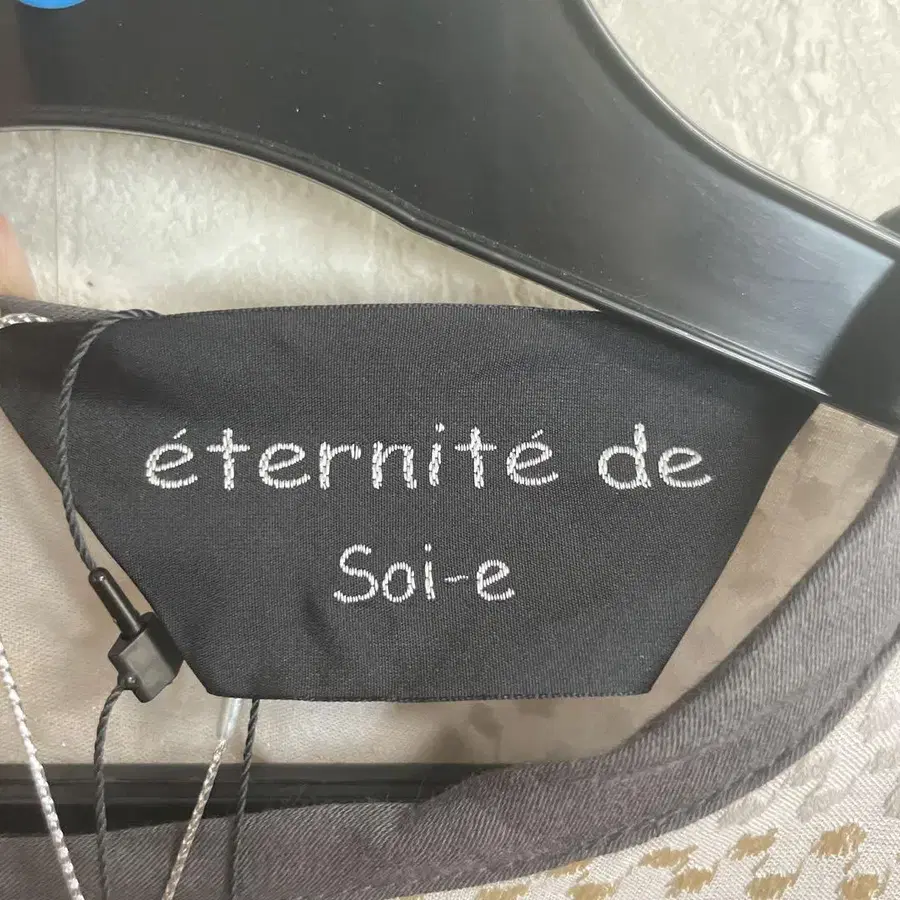 éternité de
Soi-e